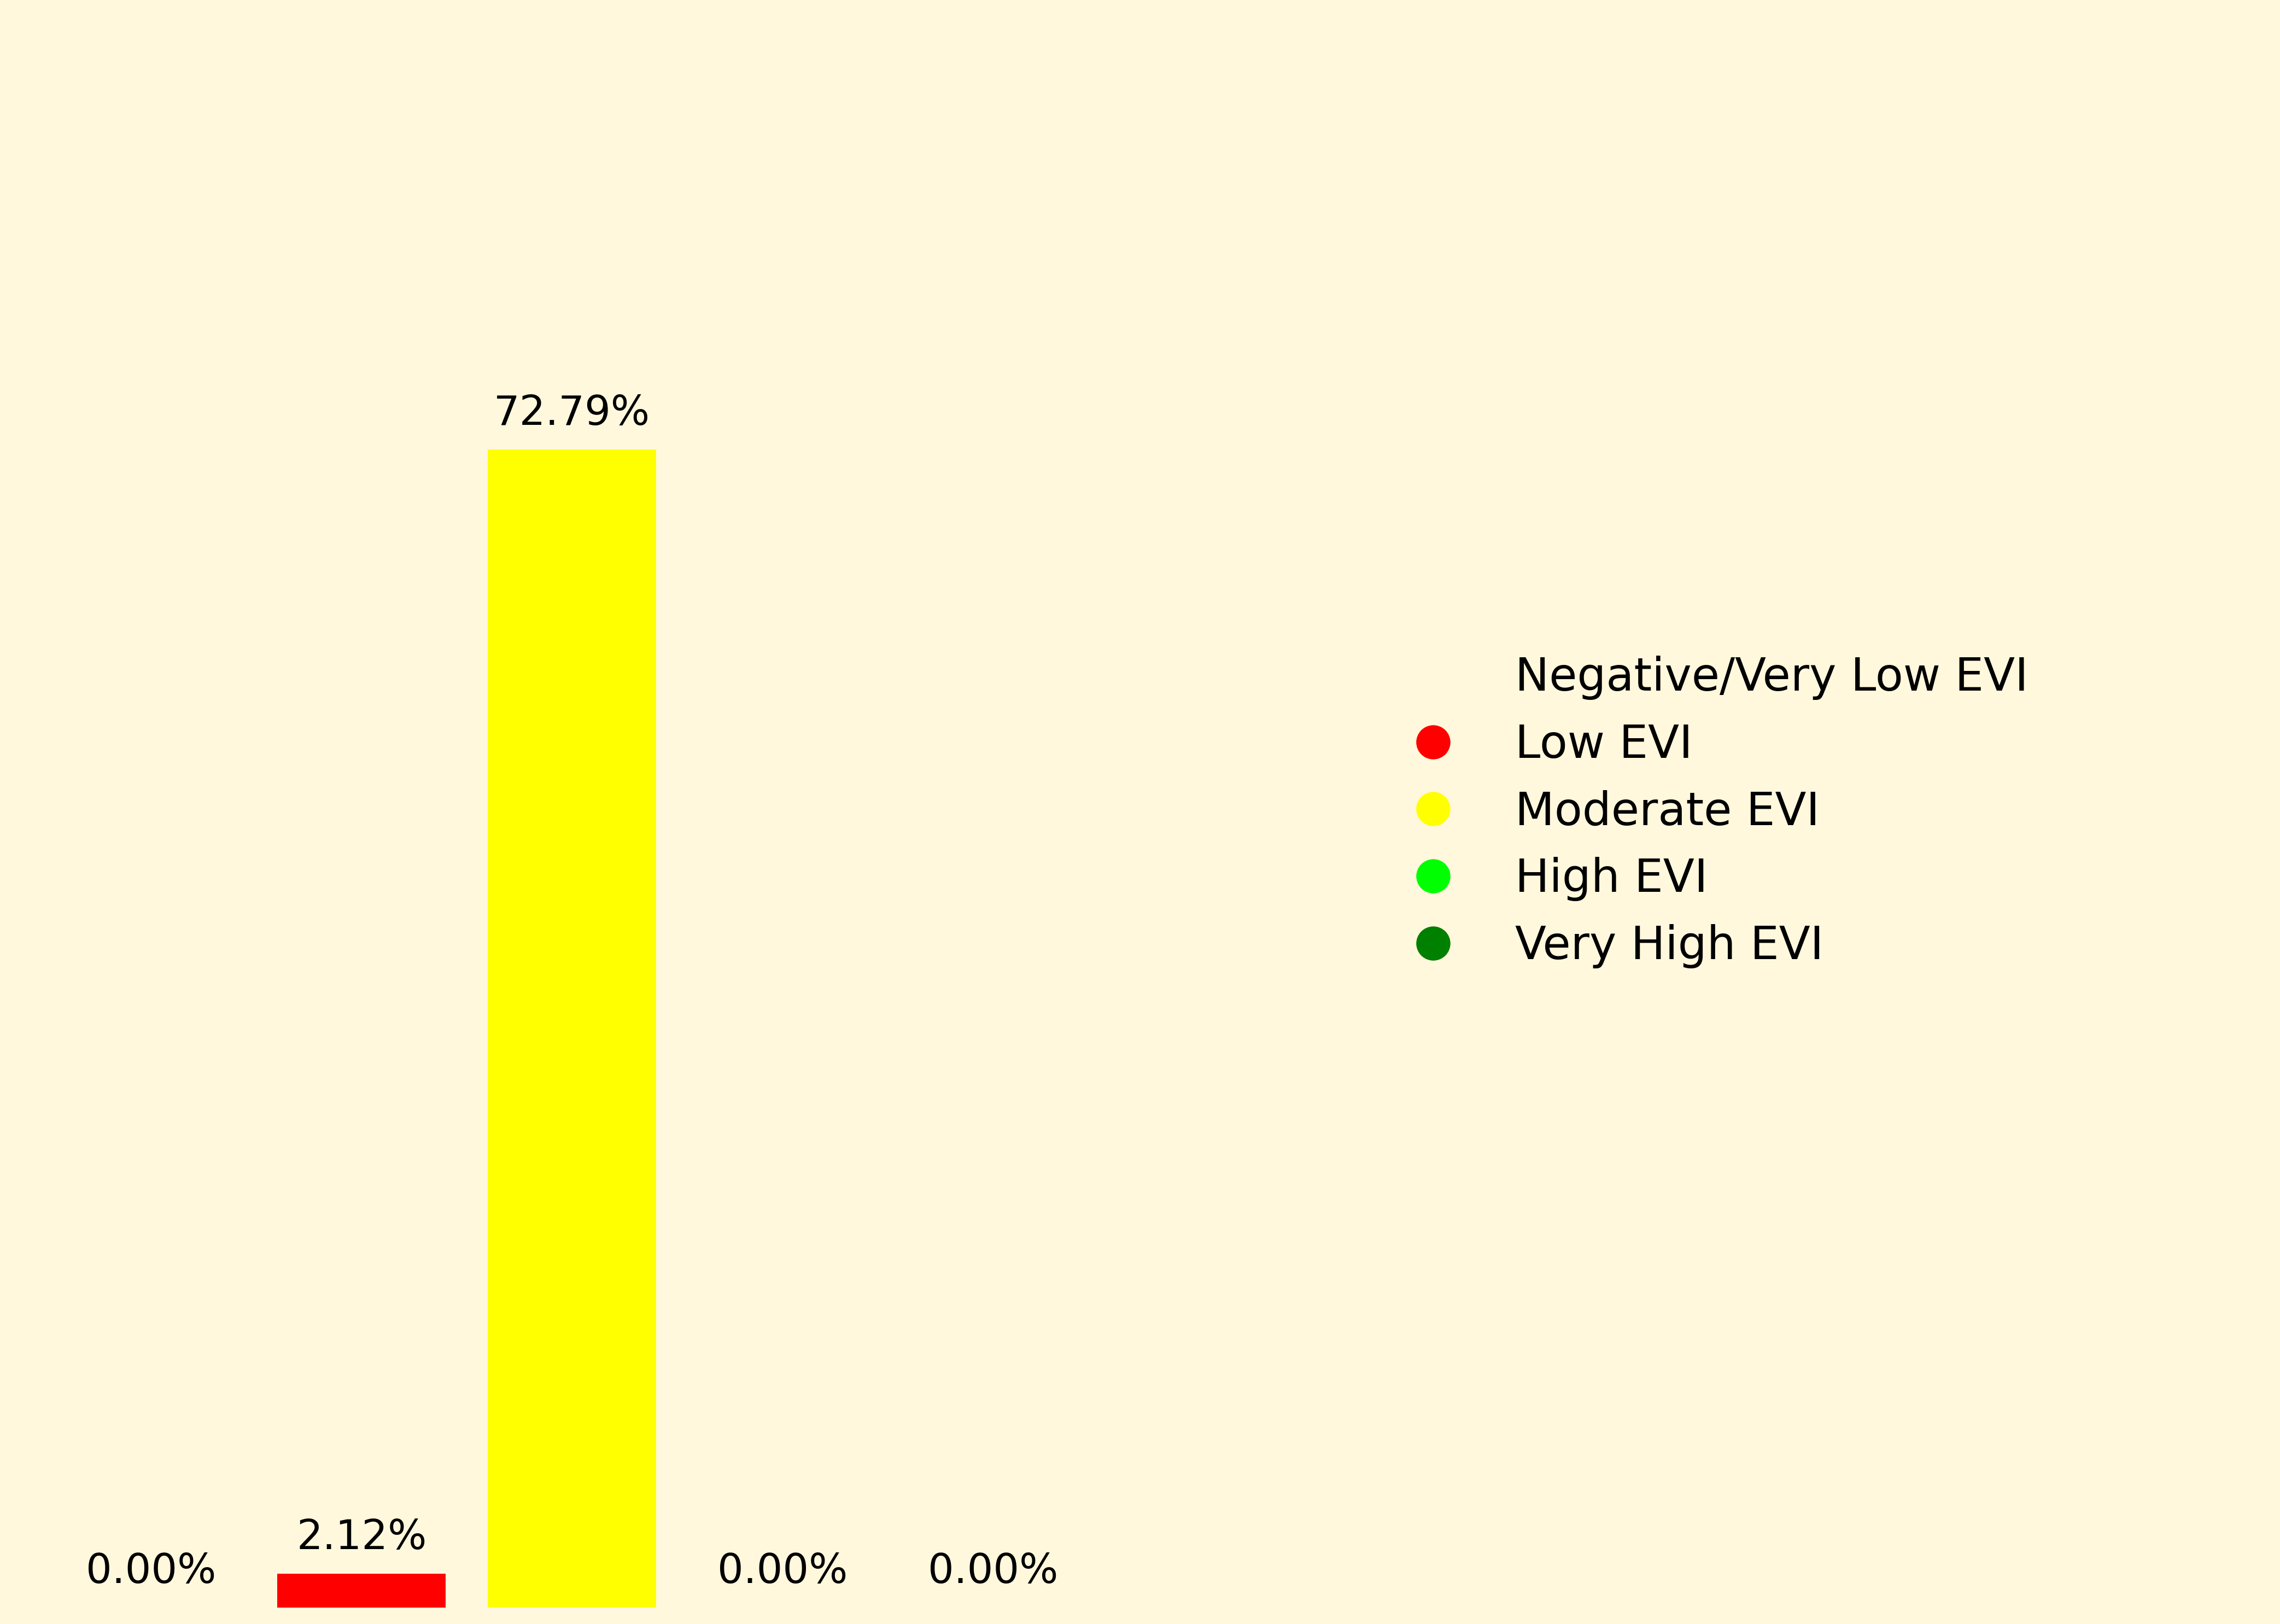 72.79%
2.12%
0.00%
0.00%
0.00%
Negative/Very Low EVI
Low EVI
Moderate EVI
High EVI
Very High EVI